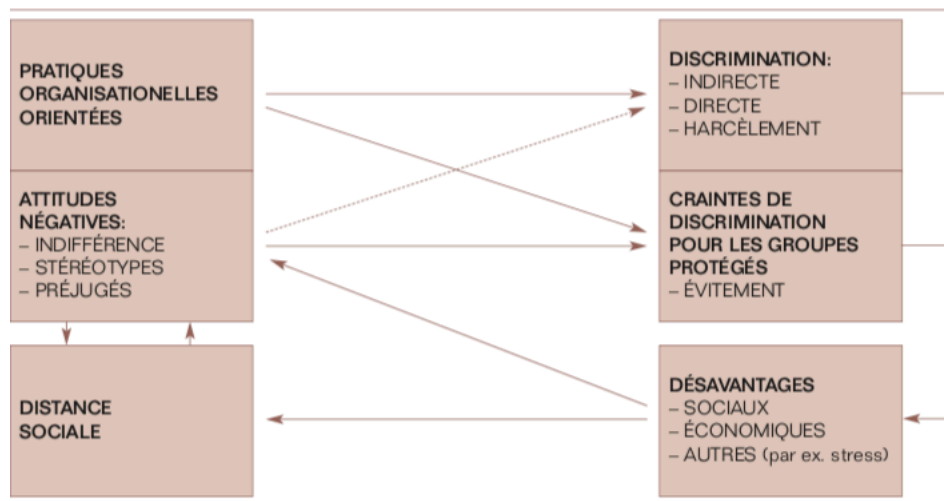 PRATIQUES
ORGANISATIONELLES
ORIENTÉES
DISCRIMINATION:
– INDIRECTE
– DIRECTE
– HARCÈLEMENT
ATTITUDES
NÉGATIVES:
– INDIFFÉRENCE
– STÉRÉOTYPES
– PRÉJUGÉS
CRAINTES DE
DISCRIMINATION
POUR LES GROUPES
PROTÉGÉS
– ÉVITEMENT
DISTANCE
SOCIALE
DÉSAVANTAGES
– SOCIAUX
– ÉCONOMIQUES
– AUTRES (par ex. stress)